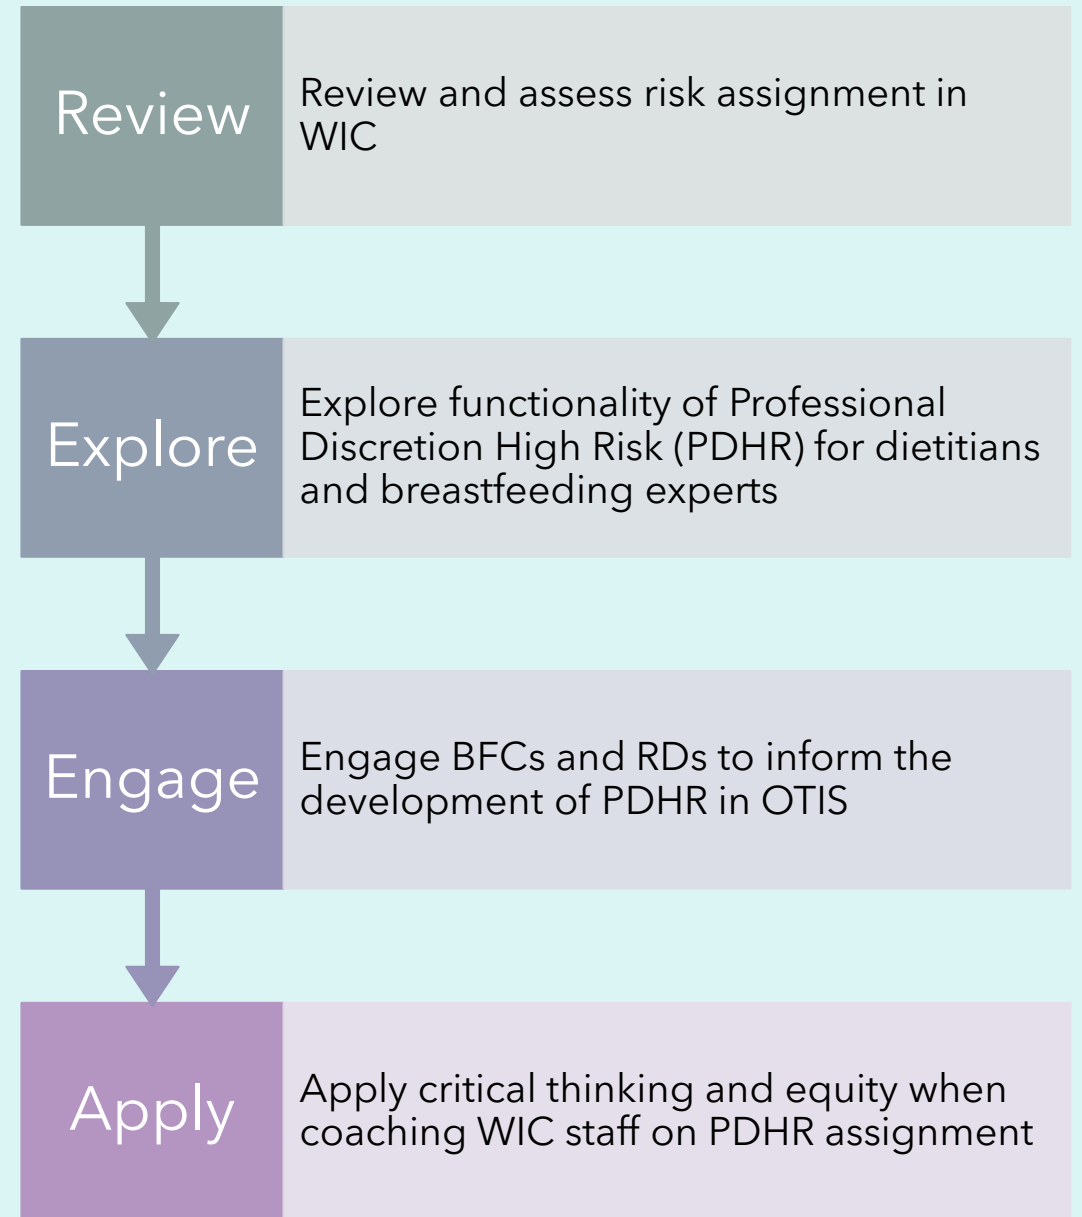 Review
Review and assess risk assignment in
WIC
Explore
Explore functionality of Professional
Discretion High Risk (PDHR) for dietitians
and breastfeeding experts
Engage
Engage BFCs and RDs to inform the
development of PDHR in OTIS
Apply
Apply critical thinking and equity when
coaching WIC staff on PDHR assignment